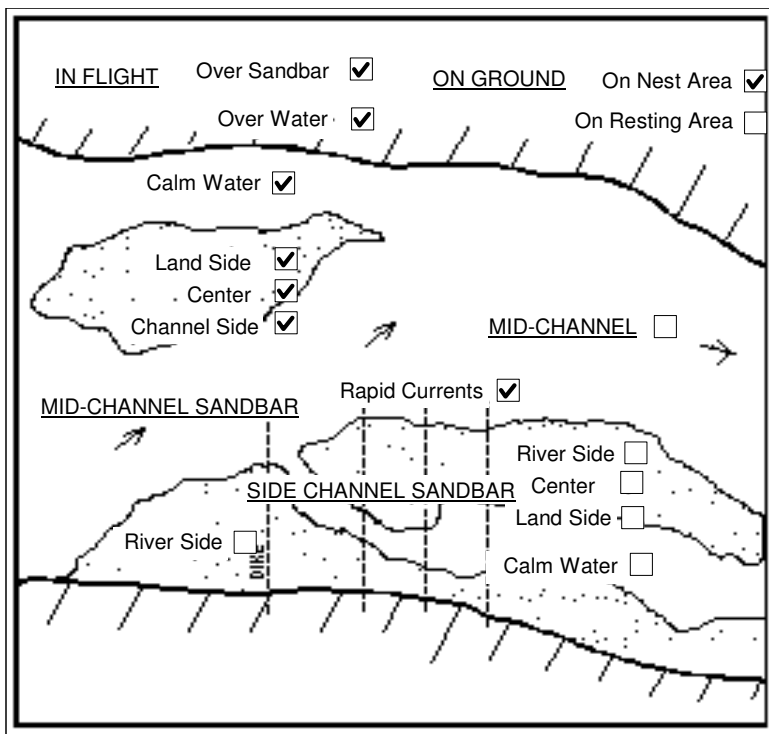 IN FLIGHT Over Sandbar ON GROUND On Nest Area
Over Water On Resting Area
Calm Water
Land Side
Center
Channel Side
MID-CHANNEL
Rapid Currents
MID-CHANNEL SANDBAR
River Side
Center
SIDE CHANNEL SANDBAR
Land Side
River Side
DIKE
Calm Water